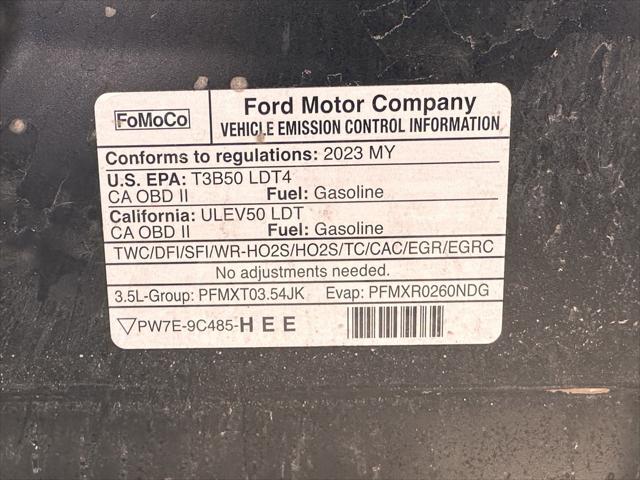 FoMoCo
Ford Motor Company
VEHICLE EMISSION CONTROL INFORMATION
Conforms to regulations: 2023 MY
U.S. EPA: T3B50 LDT4
CA OBD II Fuel: Gasoline
California: ULEV50 LDT
CA OBD II Fuel: Gasoline
TWC/DFI/SFI/WR-HO2S/HO2S/TC/CAC/EGR/EGRC
No adjustments needed.
3.5L-Group: PFMXT03.54JK Evap: PFMXR0260NDG
PW7E-9C485-HEE